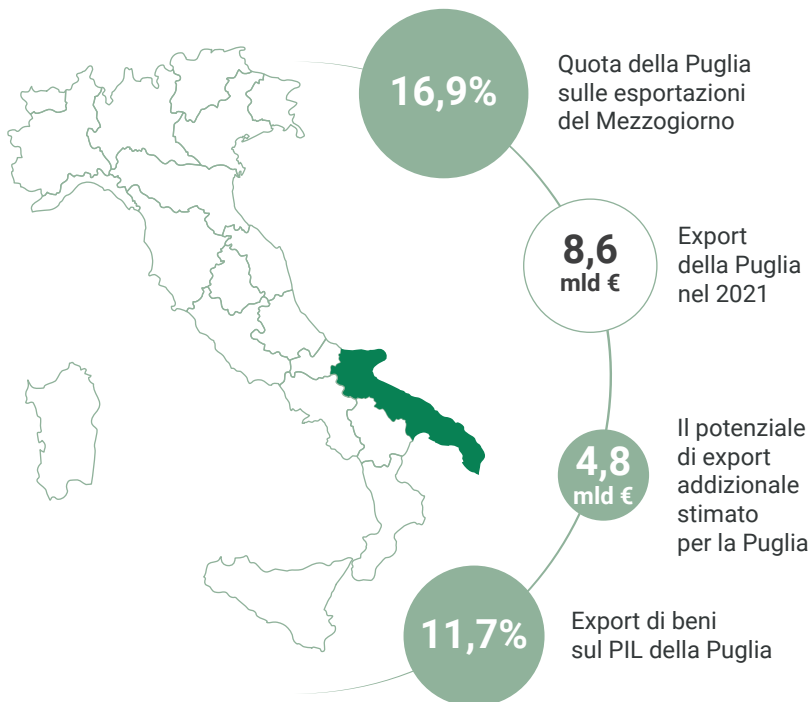 16,9%
Quota della Puglia
sulle esportazioni
del Mezzogiorno
8,6
mld €
Export
della Puglia
nel 2021
4,8
mld €
Il potenziale
di export
addizionale
stimato
per la Puglia
11,7%
Export di beni
sul PIL della Puglia